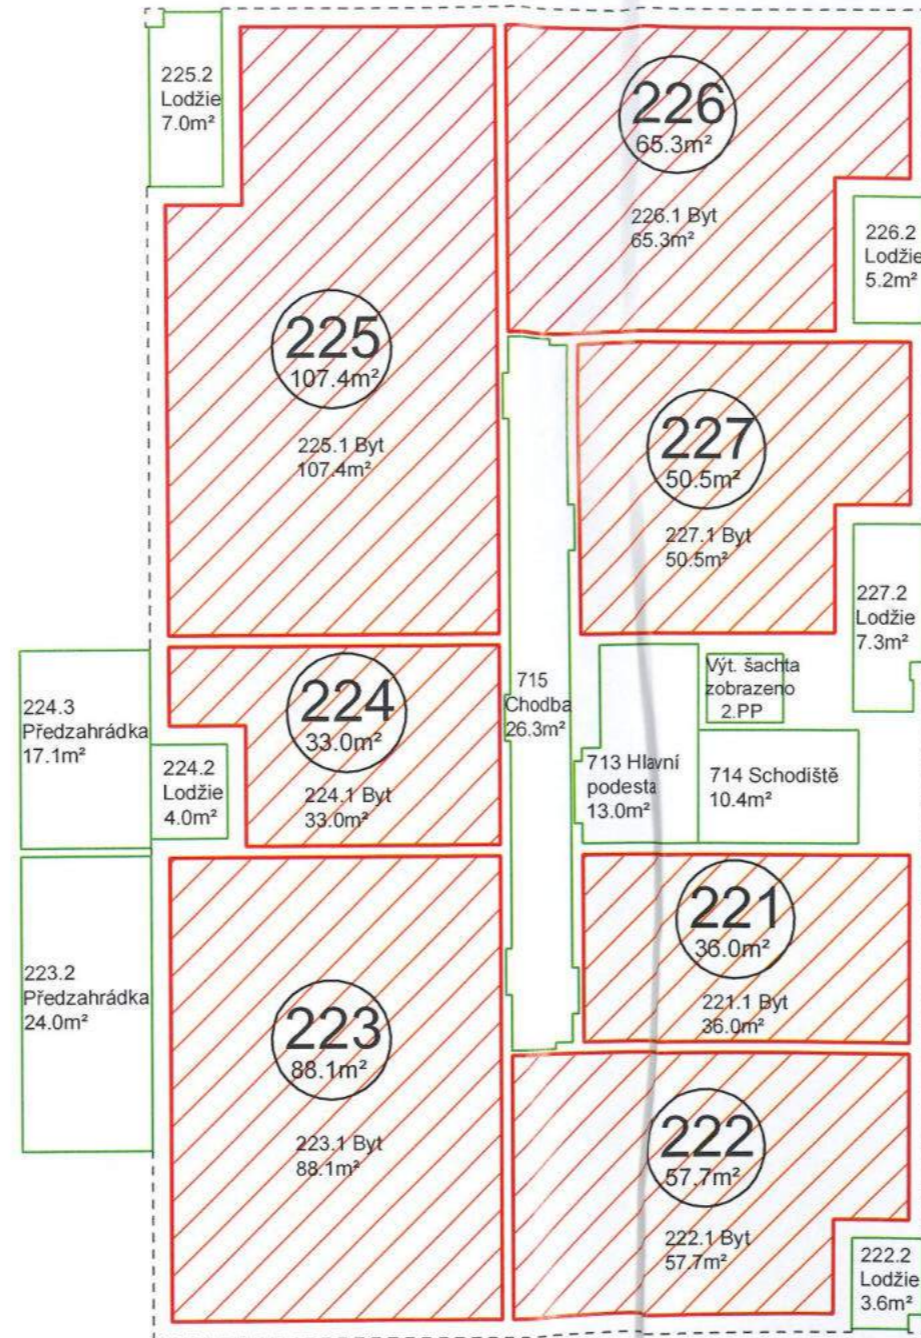 225.2
Lodžie
7.0m²
226
65.3m²
226.1 Byt
65.3m²
226.2
Lodžie
5.2m²
225
107.4m²
225.1 Byt
107.4m²
227
50.5m²
227.1 Byt
50.5m²
227.2
Lodžie
7.3m²
224.3
Předzahrádka
17.1m²
224
33.0m²
224.1 Byt
33.0m²
224.2
Lodžie
4.0m²
715
Chodba
26.3m²
Výt. šachta
zobrazeno
2.PP
713 Hlavní
podesta
13.0m²
714 Schodiště
10.4m²
223.2
Předzahrádka
24.0m²
221
36.0m²
221.1 Byt
36.0m²
223
88.1m²
223.1 Byt
88.1m²
222
57.7m²
222.1 Byt
57.7m²
222.2
Lodžie
3.6m²